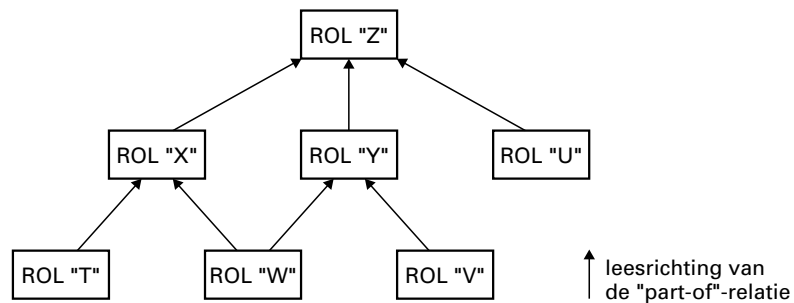 ROL "Z"
ROL "X"
ROL "Y"
ROL "U"
ROL "T"
ROL "W"
ROL "V"
leesrichting van
de "part-of"-relatie